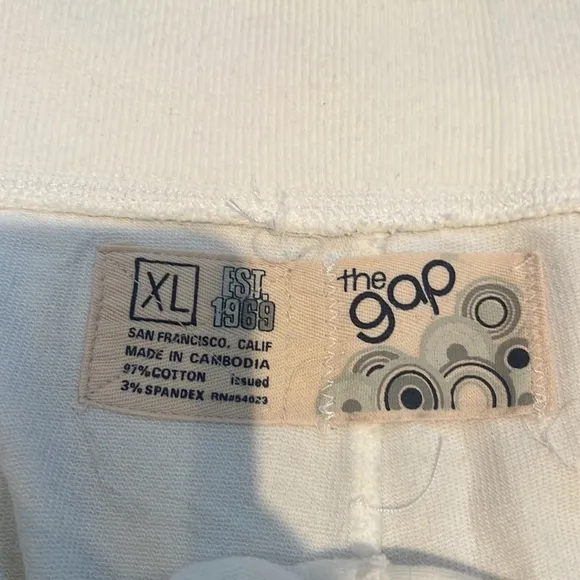 XL
EST.
1969
SAN FRANCISCO, CALIF
MADE IN CAMBODIA
97% COTTON issued
3% SPANDEX RN#54023
the
gap